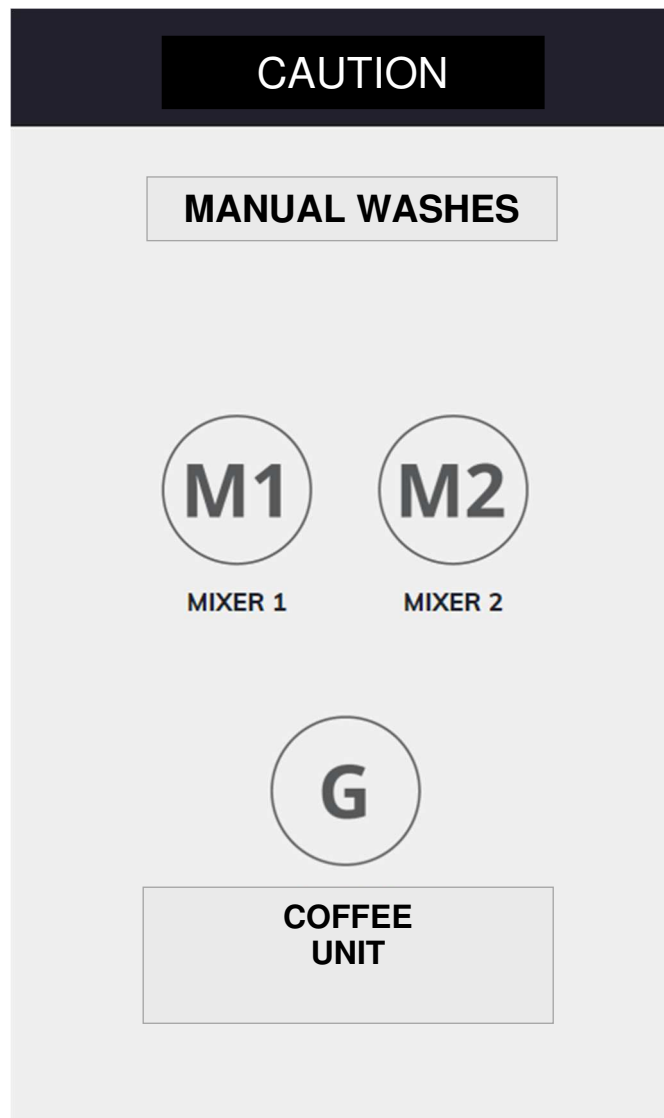 CAUTION
MANUAL WASHES
M1 M2
MIXER 1 MIXER 2
G
COFFEE
UNIT